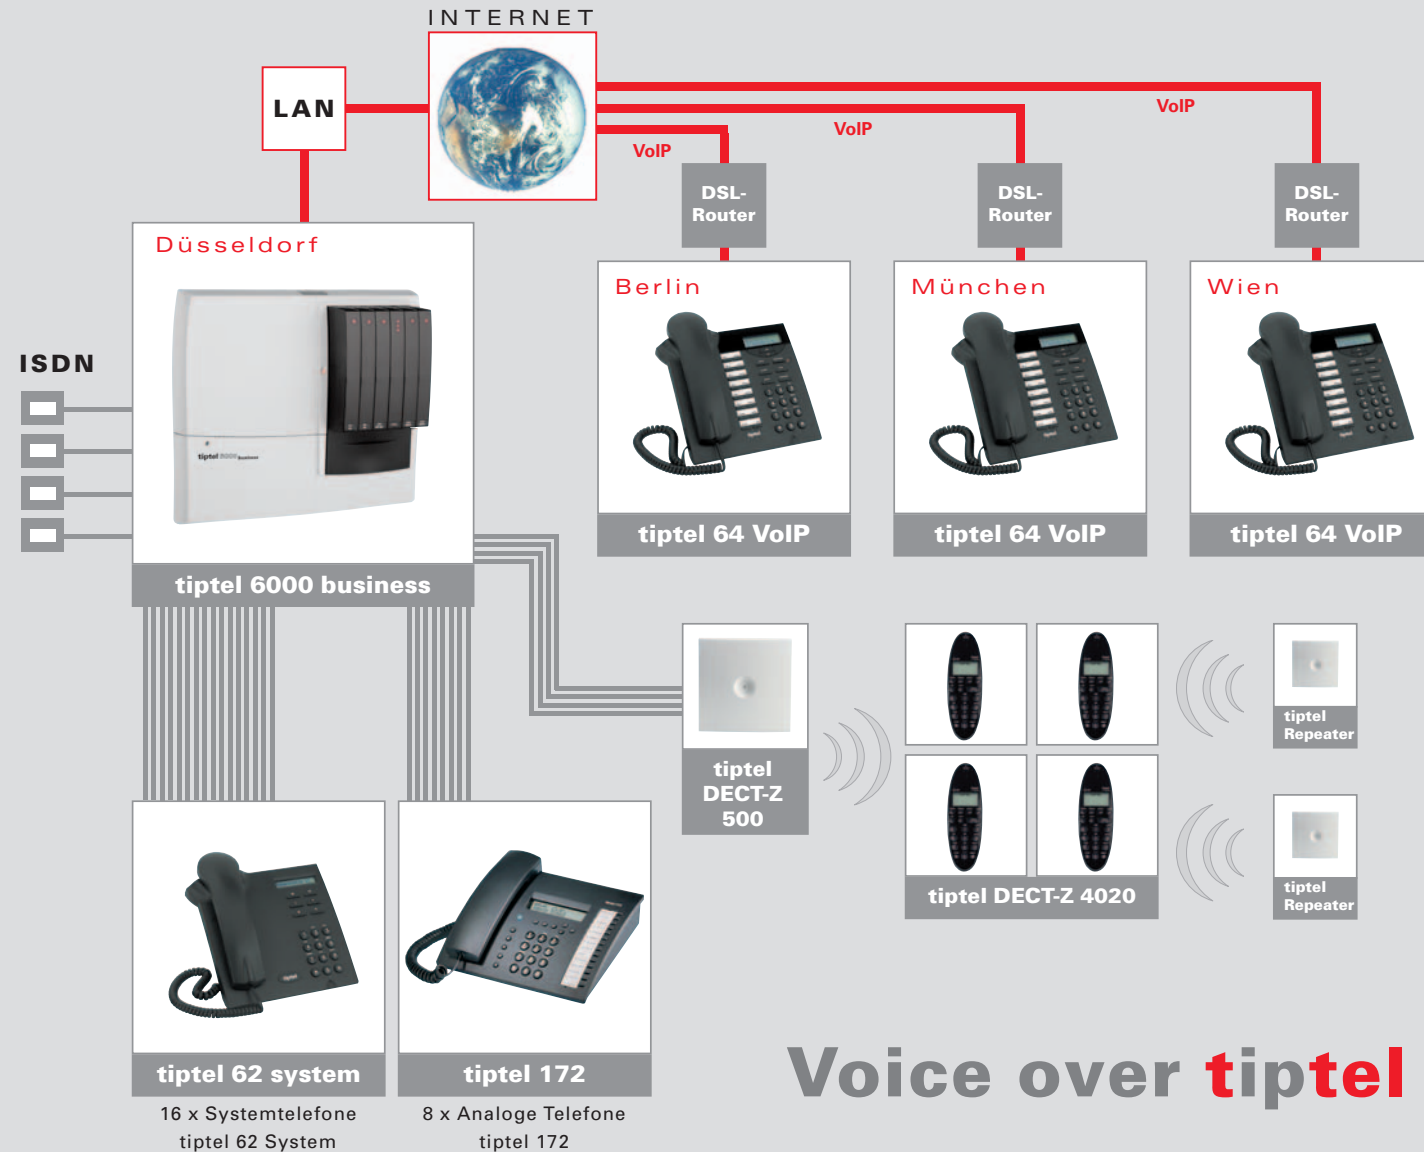 INTERNET
LAN
VoIP
VoIP
VoIP
DSL-
Router
DSL-
Router
DSL-
Router
Düsseldorf
Berlin
München
Wien
ISDN
tiptel 64 VoIP
tiptel 64 VoIP
tiptel 64 VoIP
tiptel 6000 business
tiptel
DECT-Z
500
tiptel
Repeater
tiptel DECT-Z 4020
tiptel
Repeater
tiptel 62 system
tiptel 172
16 x Systemtelefone
tiptel 62 System
8 x Analoge Telefone
tiptel 172
Voice over tiptel